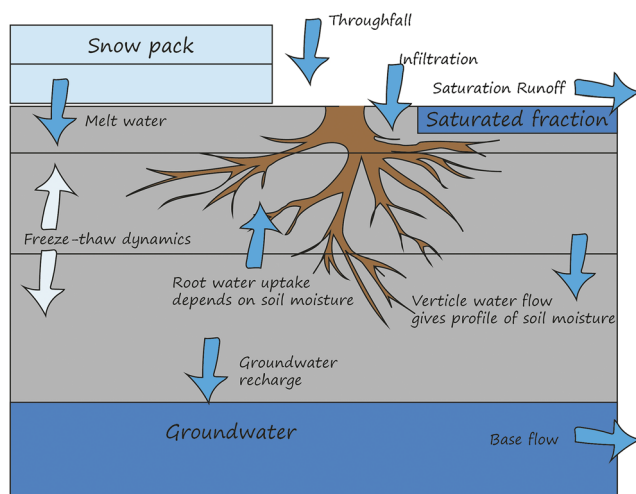 Throughfall
Snow pack
Infiltration
Saturation Runoff
Melt water
Saturated fraction
Freeze-thaw dynamics
Root water uptake
depends on soil moisture
Verticle water flow
gives profile of soil moisture
Groundwater
recharge
Groundwater
Base flow